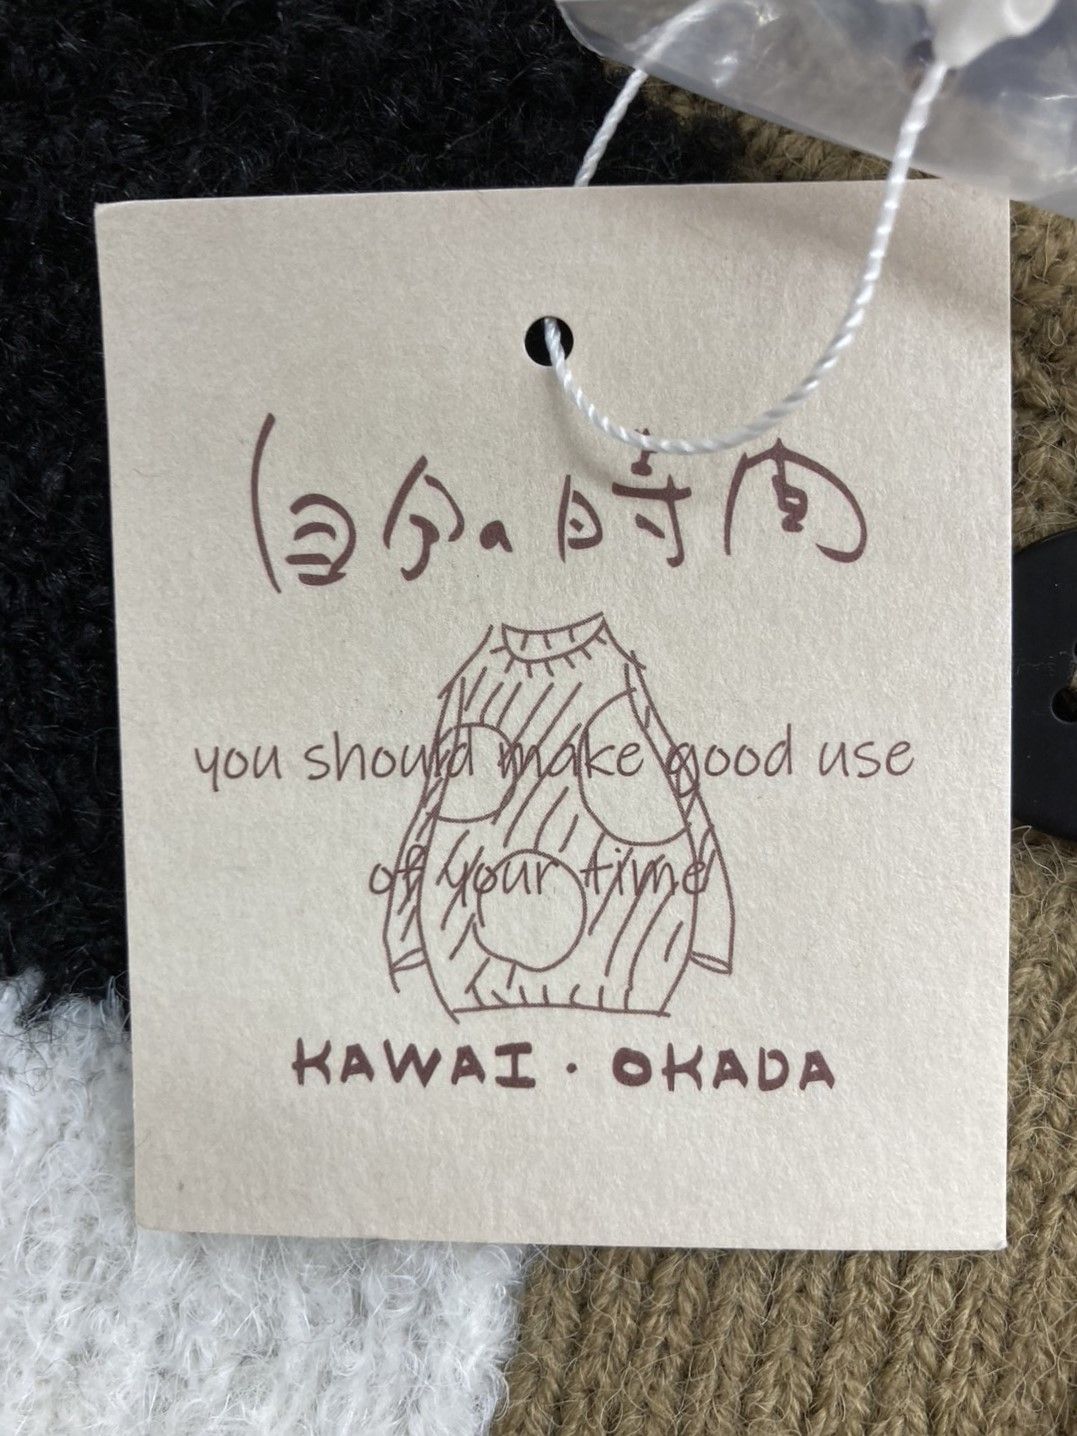 自分の時間
you should make good use
of your time
KAWAI・OKADA